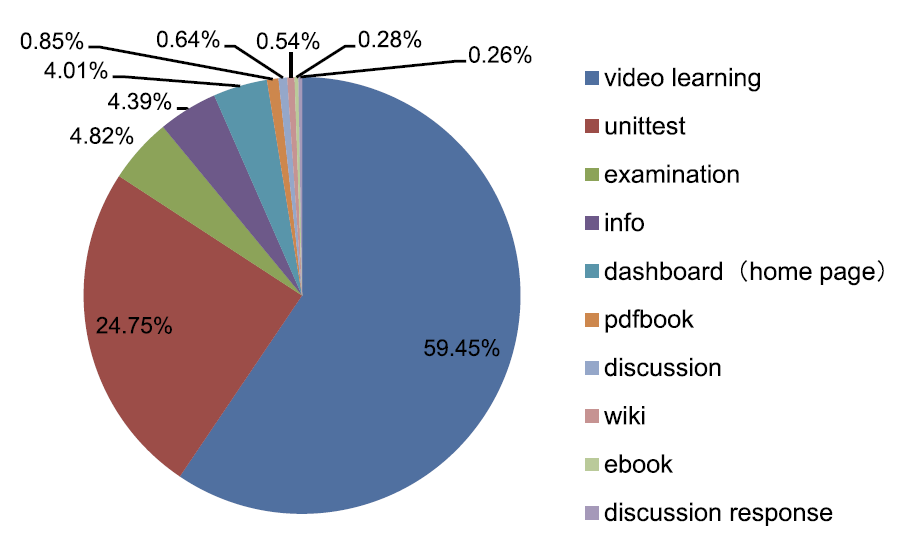 0.85%
0.64%
0.54%
0.28%
0.26%
4.01%
4.39%
4.82%
24.75%
59.45%
video learning
unittest
examination
info
dashboard（home page）
pdfbook
discussion
wiki
ebook
discussion response